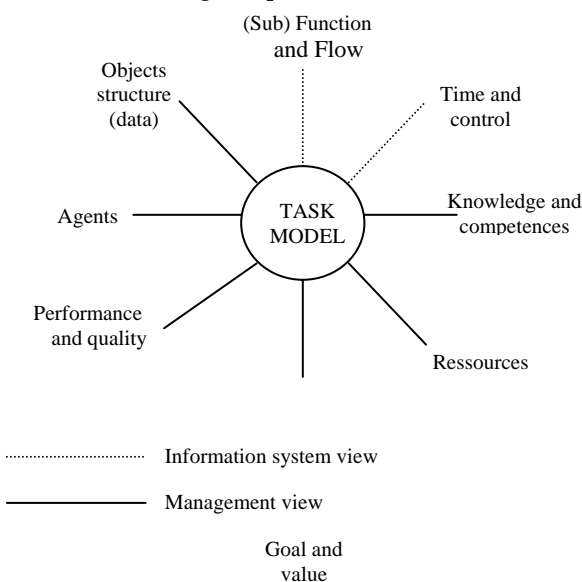 (Sub) Function
and Flow
Objects
structure
(data)
Time and
control
Agents
TASK
MODEL
Knowledge and
competences
Performance
and quality
Ressources
Information system view
Management view
Goal and
value